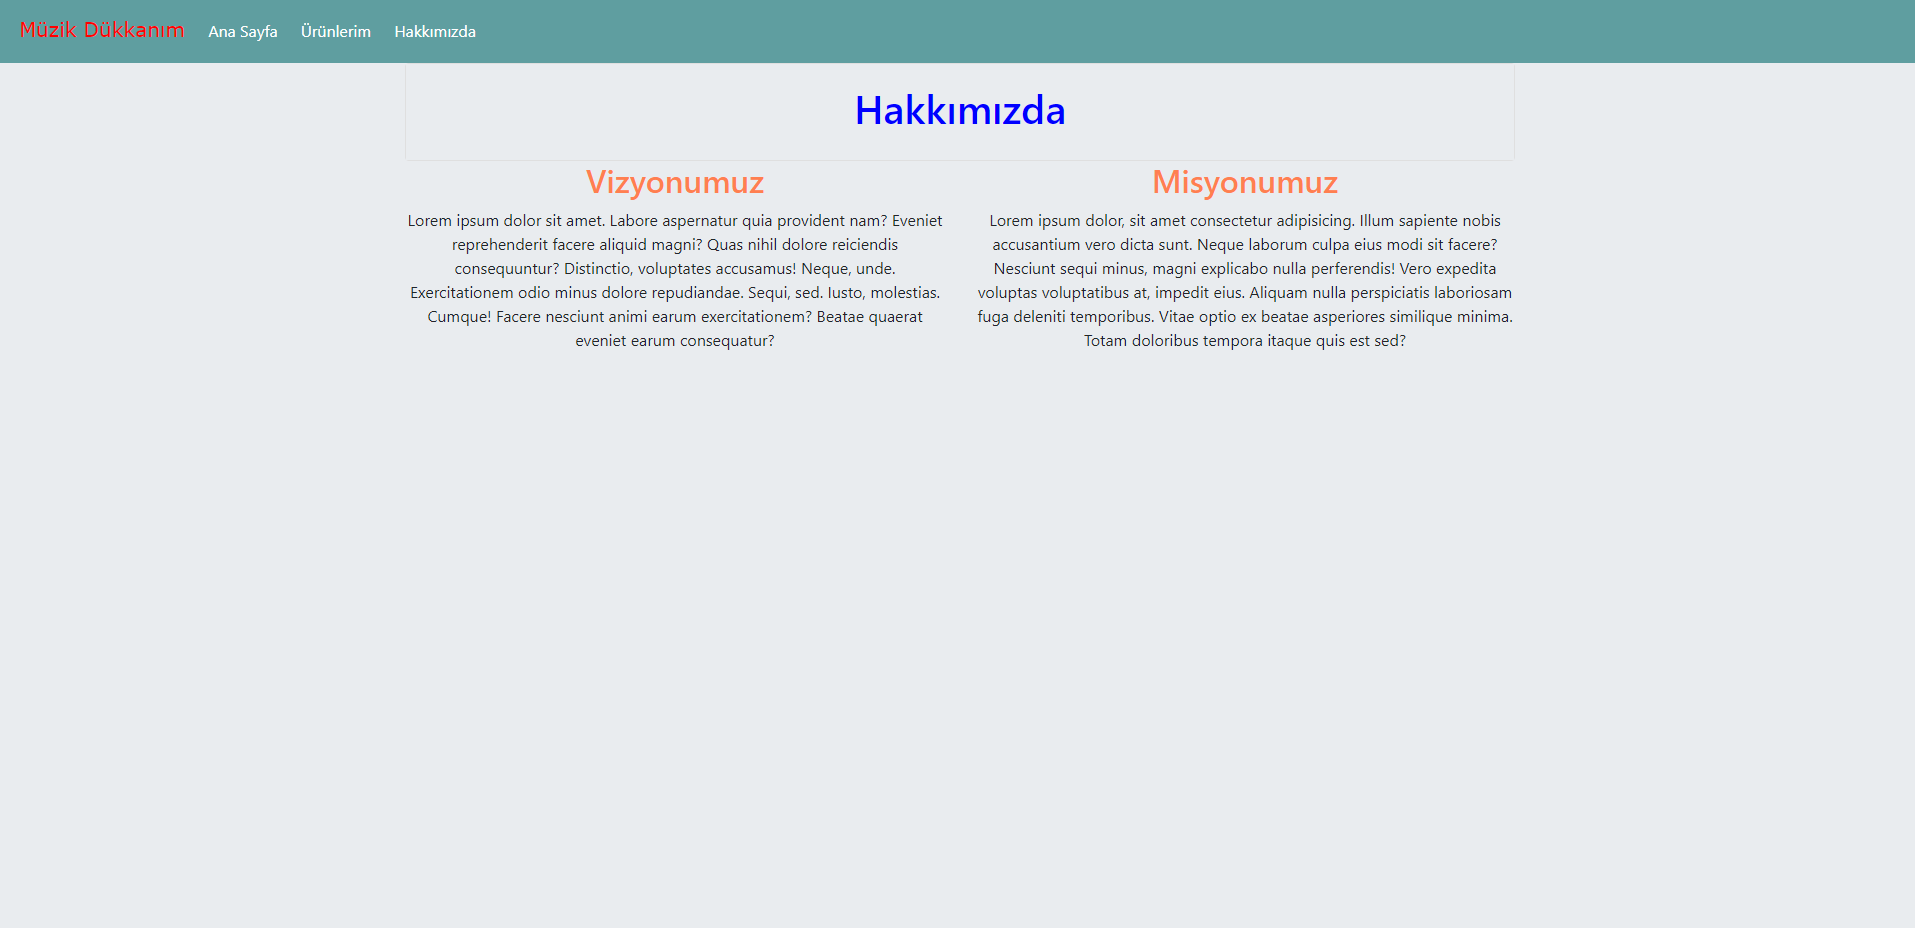 Müzik Dükkanım Ana Sayfa Ürünlerim Hakkımızda
Hakkımızda
Vizyonumuz
Lorem ipsum dolor sit amet. Labore aspernatur quia provident nam? Eveniet
reprehenderit facere aliquid magni? Quas nihil dolore reiciendis
consequuntur? Distinctio, voluptates accusamus! Neque, unde.
Exercitationem odio minus dolore repudiandae. Sequi, sed. Iusto, molestias.
Cumque! Facere nesciunt animi earum exercitationem? Beatae quaerat
eveniet earum consequatur?
Misyonumuz
Lorem ipsum dolor, sit amet consectetur adipisicing. Illum sapiente nobis
accusantium vero dicta sunt. Neque laborum culpa eius modi sit facere?
Nesciunt sequi minus, magni explicabo nulla perferendis! Vero expedita
voluptas voluptatibus at, impedit eius. Aliquam nulla perspiciatis laboriosam
fuga deleniti temporibus. Vitae optio ex beatae asperiores similique minima.
Totam doloribus tempora itaque quis est sed?